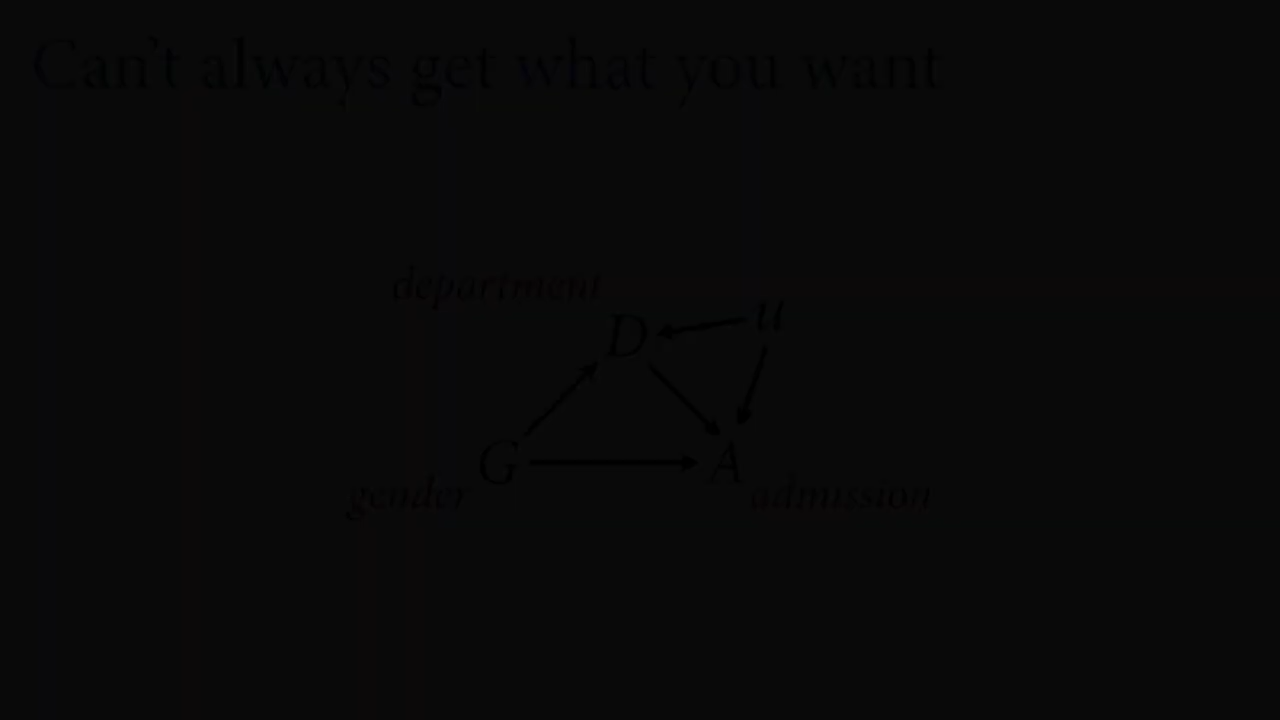 Can't always get what you want
department
D
u
G
A
gender
admission